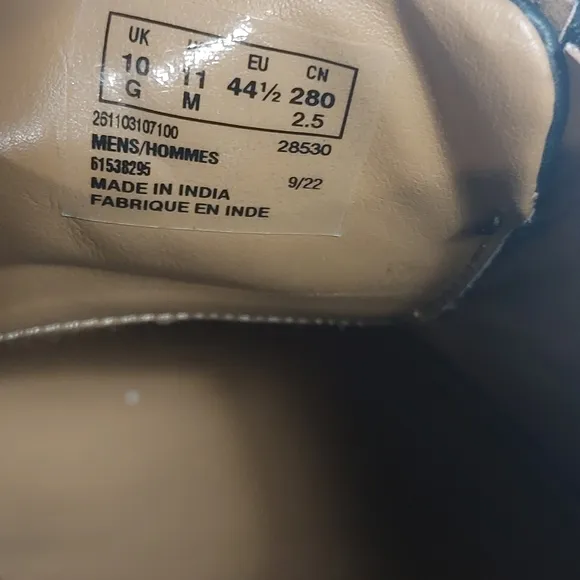 UK EU CN
10 11 44½ 280
G M 2.5
261103107100
MENS/HOMMES 28530
61538295
MADE IN INDIA 9/22
FABRIQUE EN INDE